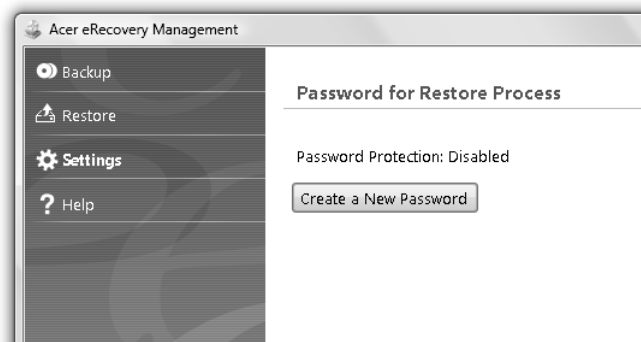 Acer eRecovery Management
Backup
Restore
Settings
Help
Password for Restore Process
Password Protection: Disabled
Create a New Password